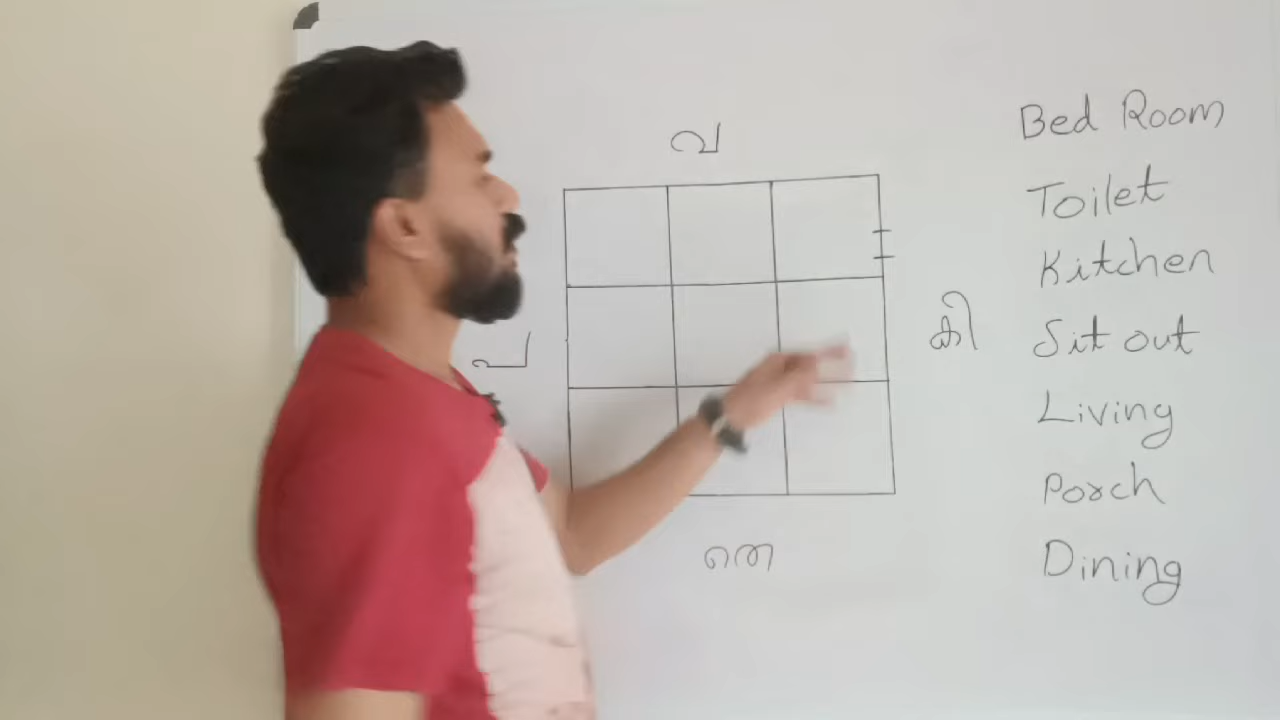 വ
Bed Room
Toilet
Kitchen
പ
കി
Sit out
Living
Porch
തെ
Dining